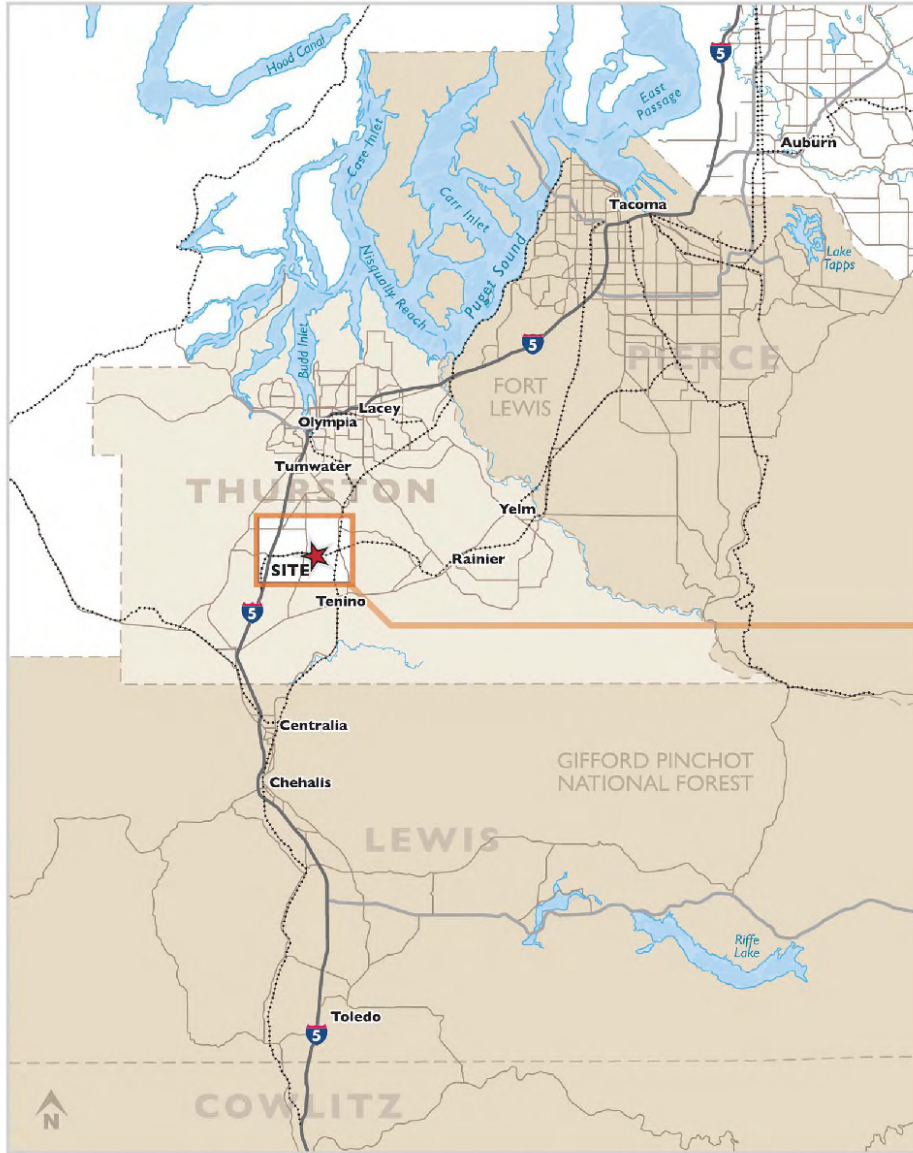 Hood Canal
5
East
Passage
Case Inlet
Auburn
Carr Inlet
Tacoma
Puget Sound
Lake
Tapps
Nisqually Reach
Budd Inlet
5
PIERCE
FORT
LEWIS
Lacey
Olympia
Tumwater
THURSTON
Yelm
Rainier
SITE
Tenino
5
Centralia
GIFFORD PINCHOT
NATIONAL FOREST
Chehalis
LEWIS
Riffe
Lake
Toledo
5
COWLITZ
N